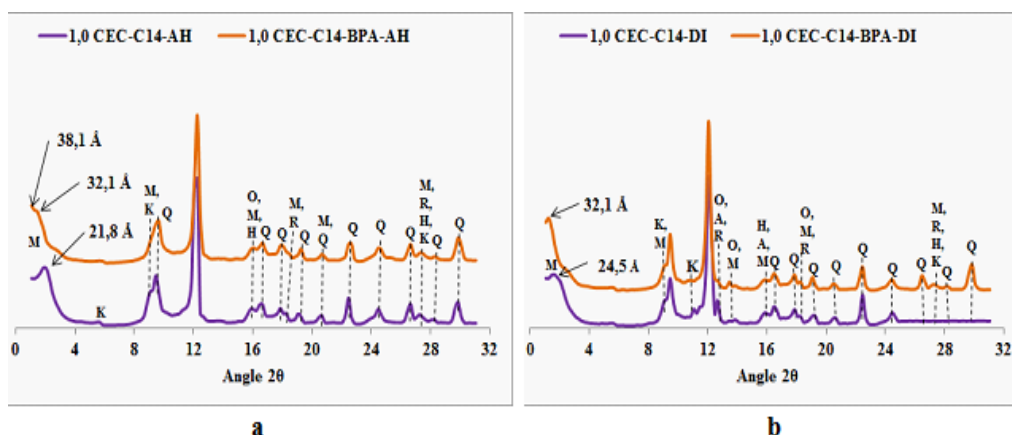 1,0 CEC-C14-AH 1,0 CEC-C14-BPA-AH
38,1 Å
32,1 Å
21,8 Å
M
K
M,
K
Q
O,
M,
H
Q
Q
M,
R
Q
M,
Q
Q
Q
Q
M,
R,
H,
K
Q
Q
0 4 8 12 16 20 24 28 32
Angle 2θ
a
1,0 CEC-C14-DI 1,0 CEC-C14-BPA-DI
32,1 Å
M
24,5 Å
K,
M
K
O,
A,
R
O,
M
H,
A,
M
Q
Q
O,
M,
R
Q
Q
Q
Q
Q
M,
R,
H,
K
Q
Q
0 4 8 12 16 20 24 28 32
Angle 2θ
b